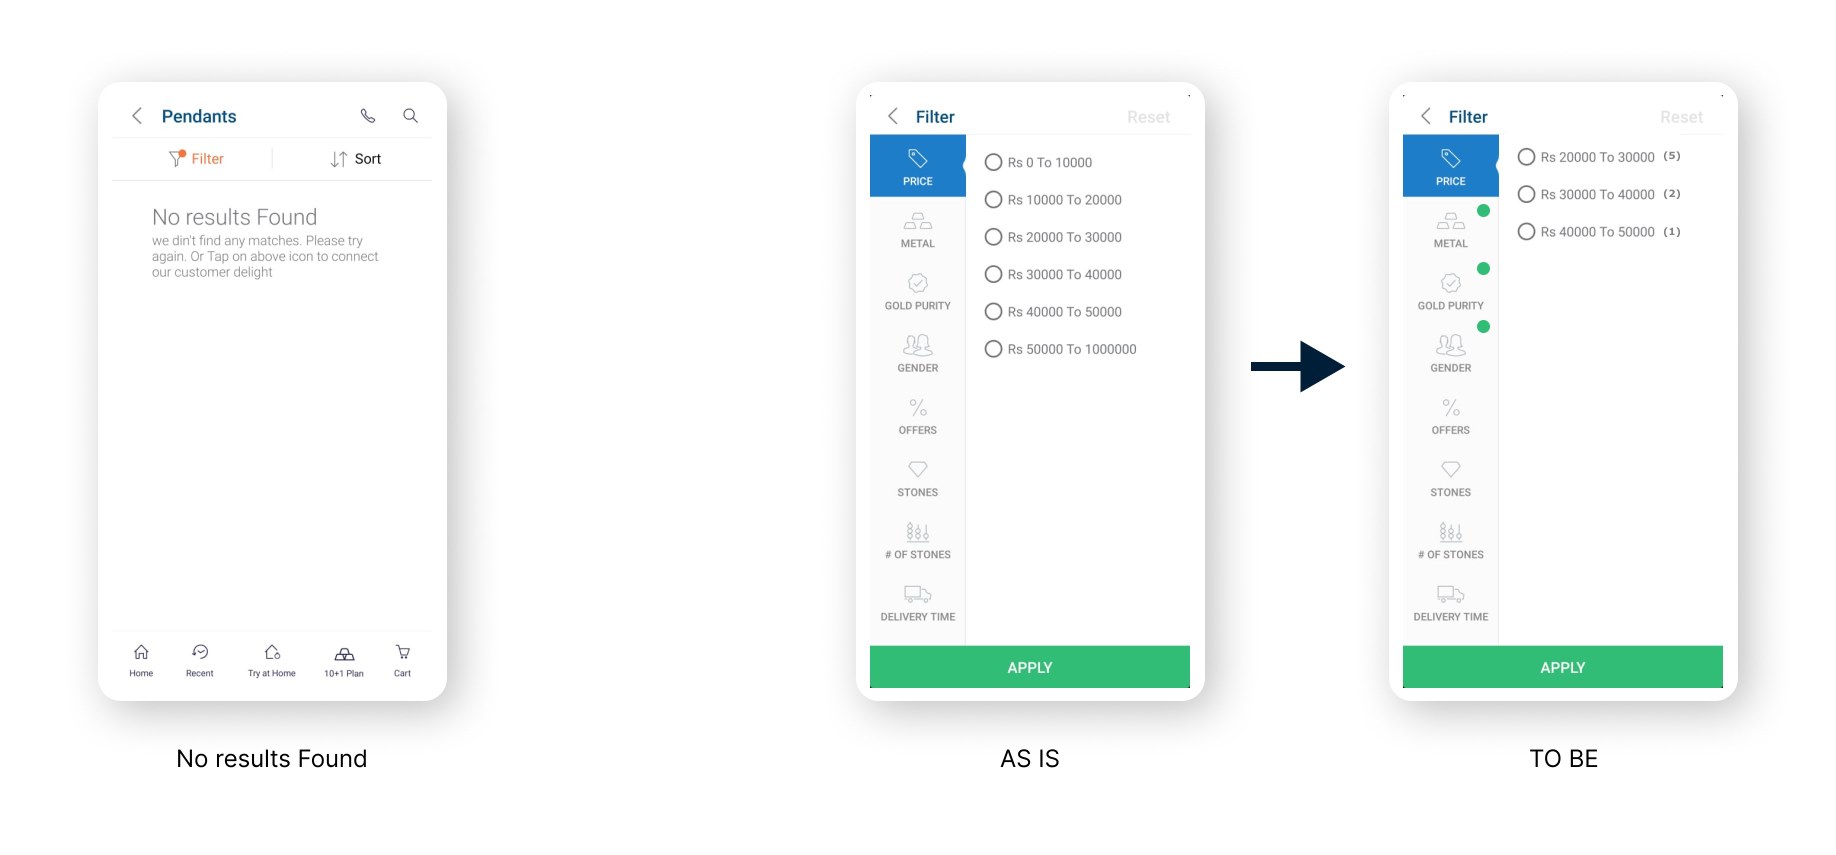 Pendants
Filter
Sort
No results Found
we din't find any matches. Please try
again. Or Tap on above icon to connect
our customer delight
Home
Recent
Try at Home
10+1 Plan
Cart
No results Found
Filter
Reset
PRICE
METAL
GOLD PURITY
GENDER
OFFERS
STONES
# OF STONES
DELIVERY TIME
Rs 0 To 10000
Rs 10000 To 20000
Rs 20000 To 30000
Rs 30000 To 40000
Rs 40000 To 50000
Rs 50000 To 1000000
APPLY
AS IS
Filter
Reset
PRICE
METAL
GOLD PURITY
GENDER
OFFERS
STONES
# OF STONES
DELIVERY TIME
Rs 20000 To 30000 (5)
Rs 30000 To 40000 (2)
Rs 40000 To 50000 (1)
APPLY
TO BE